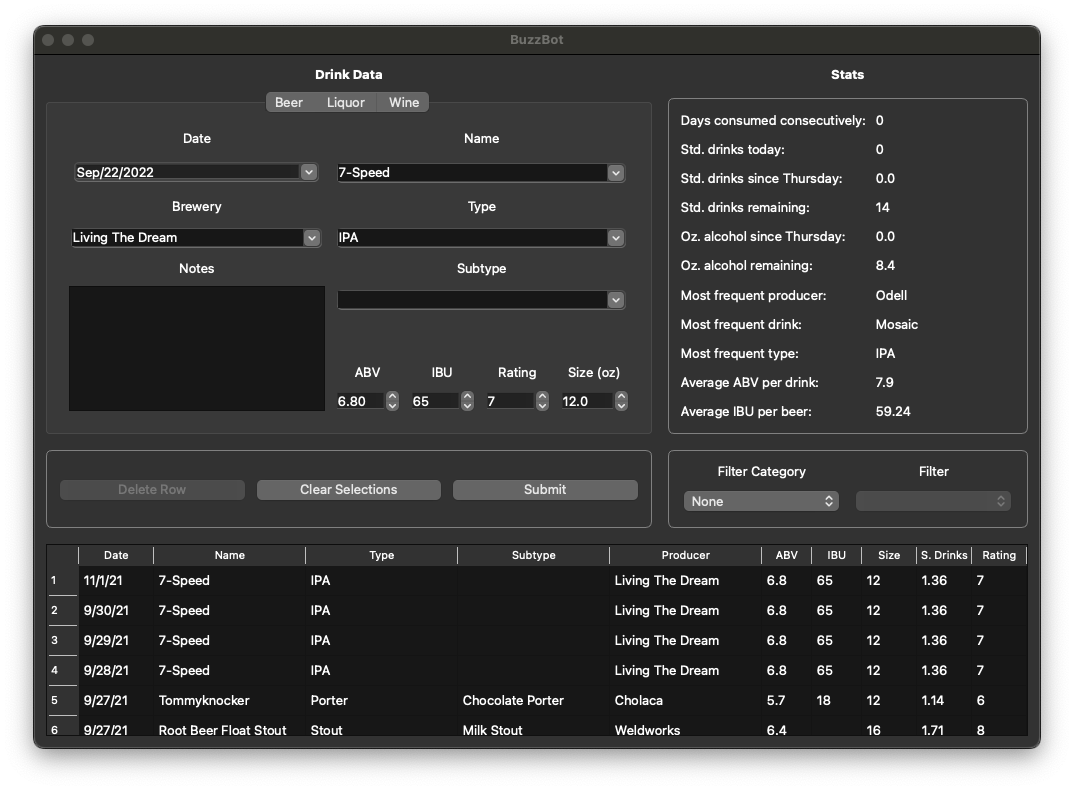 BuzzBot
Drink Data
Beer Liquor Wine
Date Name
Sep/22/2022 7-Speed
Brewery Type
Living The Dream IPA
Notes Subtype
ABV IBU Rating Size (oz)
6.80 65 7 12.0
Delete Row Clear Selections Submit
Stats
Days consumed consecutively: 0
Std. drinks today: 0
Std. drinks since Thursday: 0.0
Std. drinks remaining: 14
Oz. alcohol since Thursday: 0.0
Oz. alcohol remaining: 8.4
Most frequent producer: Odell
Most frequent drink: Mosaic
Most frequent type: IPA
Average ABV per drink: 7.9
Average IBU per beer: 59.24
Filter Category Filter
None
Date Name Type Subtype Producer ABV IBU Size S. Drinks Rating
1 11/1/21 7-Speed IPA Living The Dream 6.8 65 12 1.36 7
2 9/30/21 7-Speed IPA Living The Dream 6.8 65 12 1.36 7
3 9/29/21 7-Speed IPA Living The Dream 6.8 65 12 1.36 7
4 9/28/21 7-Speed IPA Living The Dream 6.8 65 12 1.36 7
5 9/27/21 Tommyknocker Porter Chocolate Porter Cholaca 5.7 18 12 1.14 6
6 9/27/21 Root Beer Float Stout Stout Milk Stout Weldworks 6.4 16 1.71 8